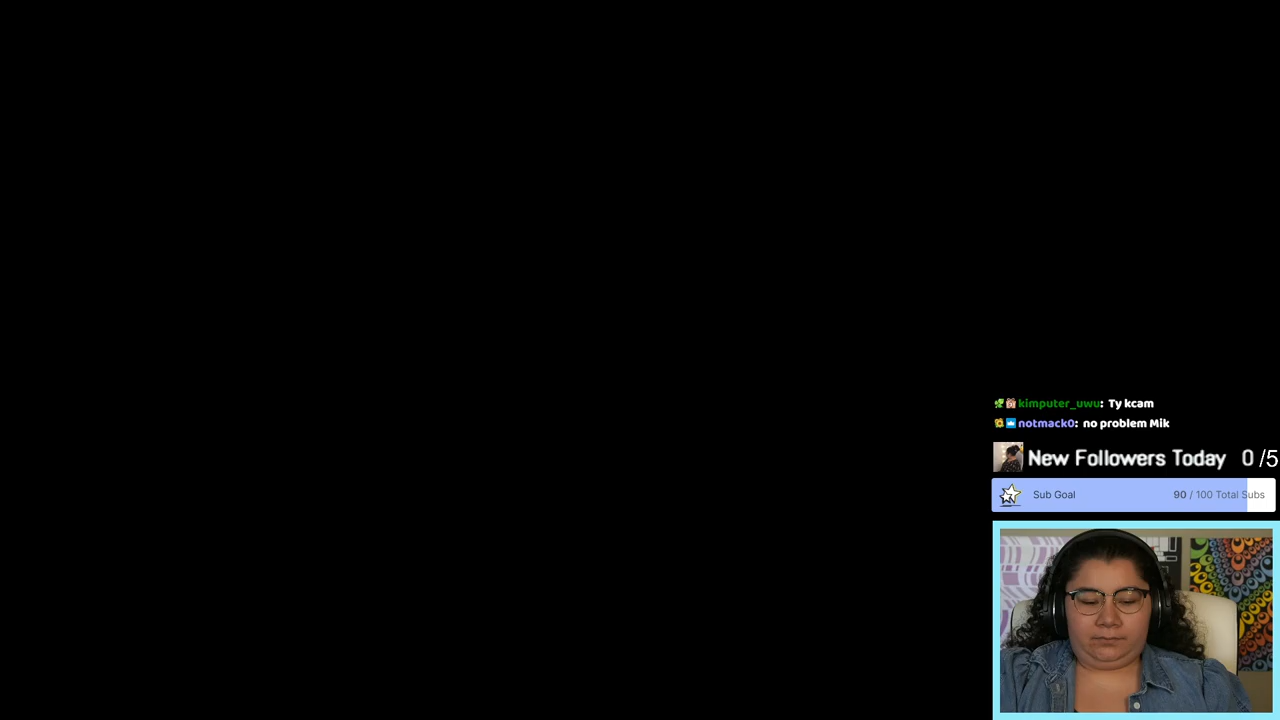 kimputer_uwu: Ty kcam
notmack0: no problem Mik
New Followers Today 0 /5
Sub Goal 90 / 100 Total Subs